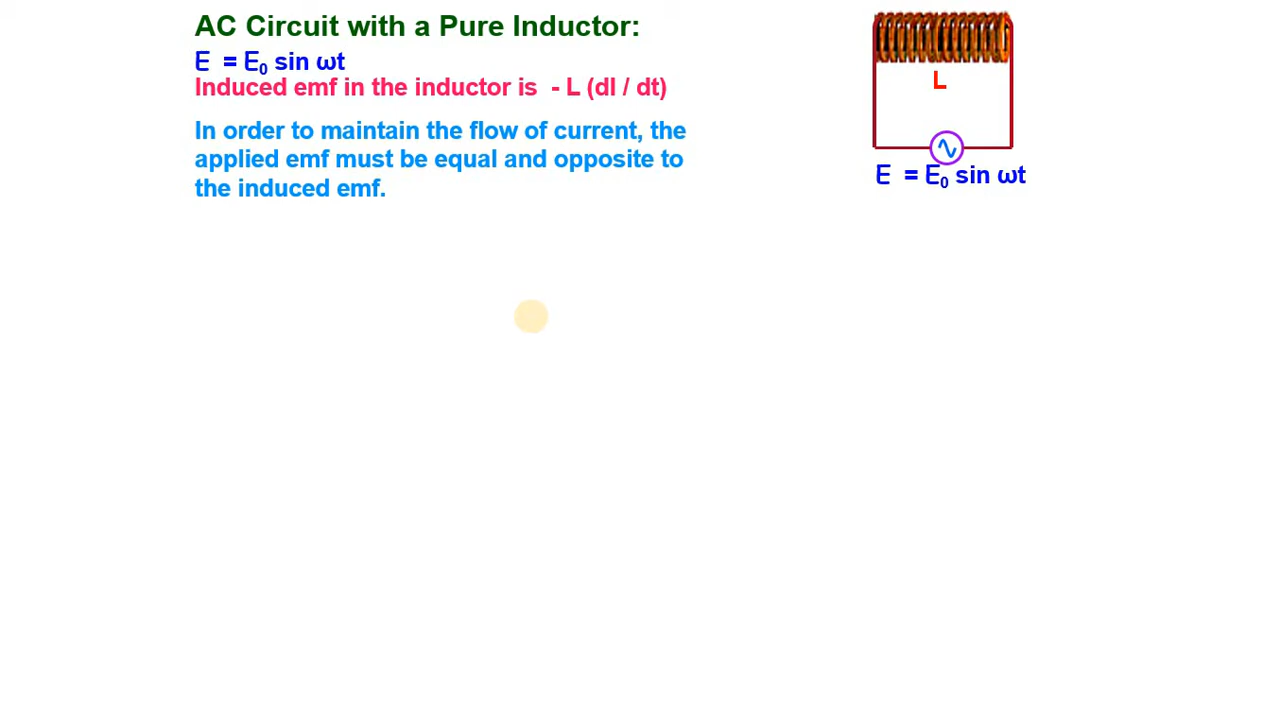 AC Circuit with a Pure Inductor:
E = E₀ sin ωt
Induced emf in the inductor is - L (dI / dt)
In order to maintain the flow of current, the
applied emf must be equal and opposite to
the induced emf.
L
E = E₀ sin ωt